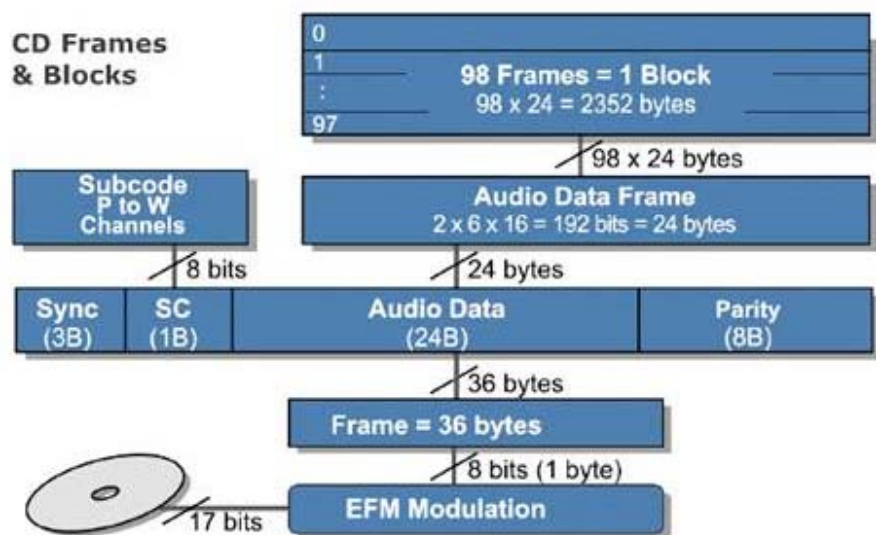 CD Frames
& Blocks
0
1
:
97
98 Frames = 1 Block
98 x 24 = 2352 bytes
98 x 24 bytes
Subcode
P to W
Channels
Audio Data Frame
2 x 6 x 16 = 192 bits = 24 bytes
8 bits
24 bytes
Sync
(3B)
SC
(1B)
Audio Data
(24B)
Parity
(8B)
36 bytes
Frame = 36 bytes
8 bits (1 byte)
EFM Modulation
17 bits